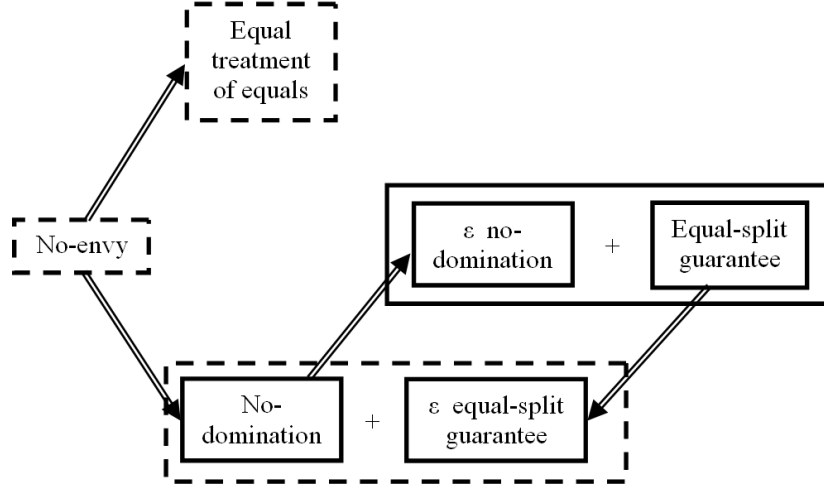 Equal
treatment
of equals
No-envy
ε no-
domination
+
Equal-split
guarantee
No-
domination
+
ε equal-split
guarantee